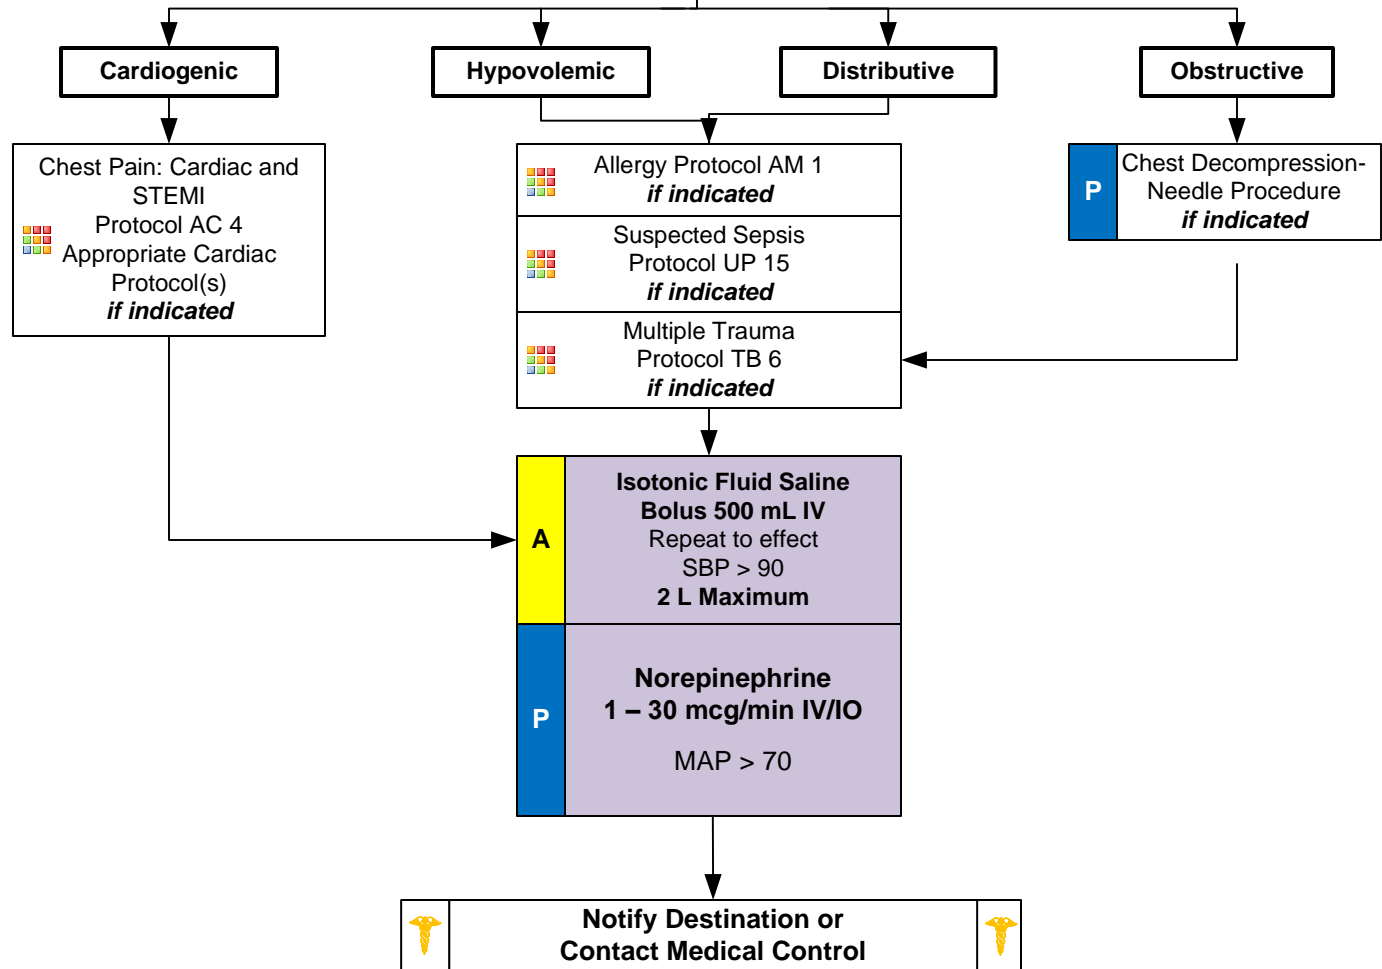 Cardiogenic
Hypovolemic
Distributive
Obstructive
Chest Pain: Cardiac and
STEMI
Protocol AC 4
Appropriate Cardiac
Protocol(s)
if indicated
Allergy Protocol AM 1
if indicated
Suspected Sepsis
Protocol UP 15
if indicated
Multiple Trauma
Protocol TB 6
if indicated
P
Chest Decompression-
Needle Procedure
if indicated
A
Isotonic Fluid Saline
Bolus 500 mL IV
Repeat to effect
SBP > 90
2 L Maximum
P
Norepinephrine
1 – 30 mcg/min IV/IO
MAP > 70
Notify Destination or
Contact Medical Control